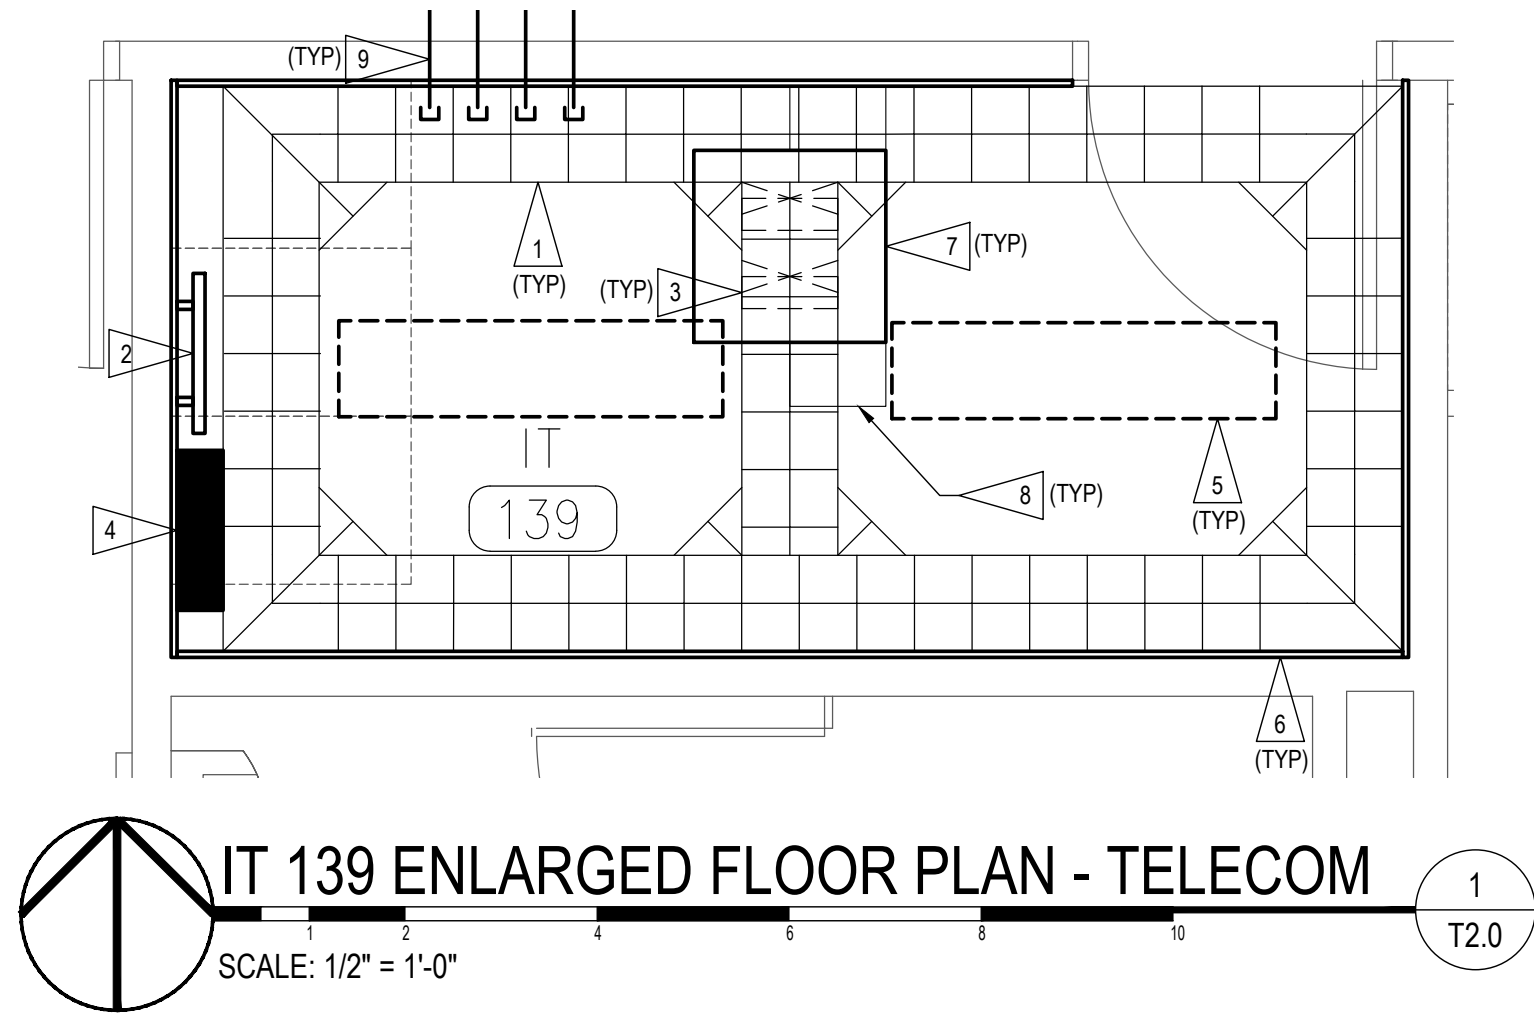 (TYP) 9
1
(TYP)
7 (TYP)
(TYP) 3
2
IT
139
4
8 (TYP)
5
(TYP)
6
(TYP)
IT 139 ENLARGED FLOOR PLAN - TELECOM
1
T2.0
1 2 4 6 8 10
SCALE: 1/2" = 1'-0"